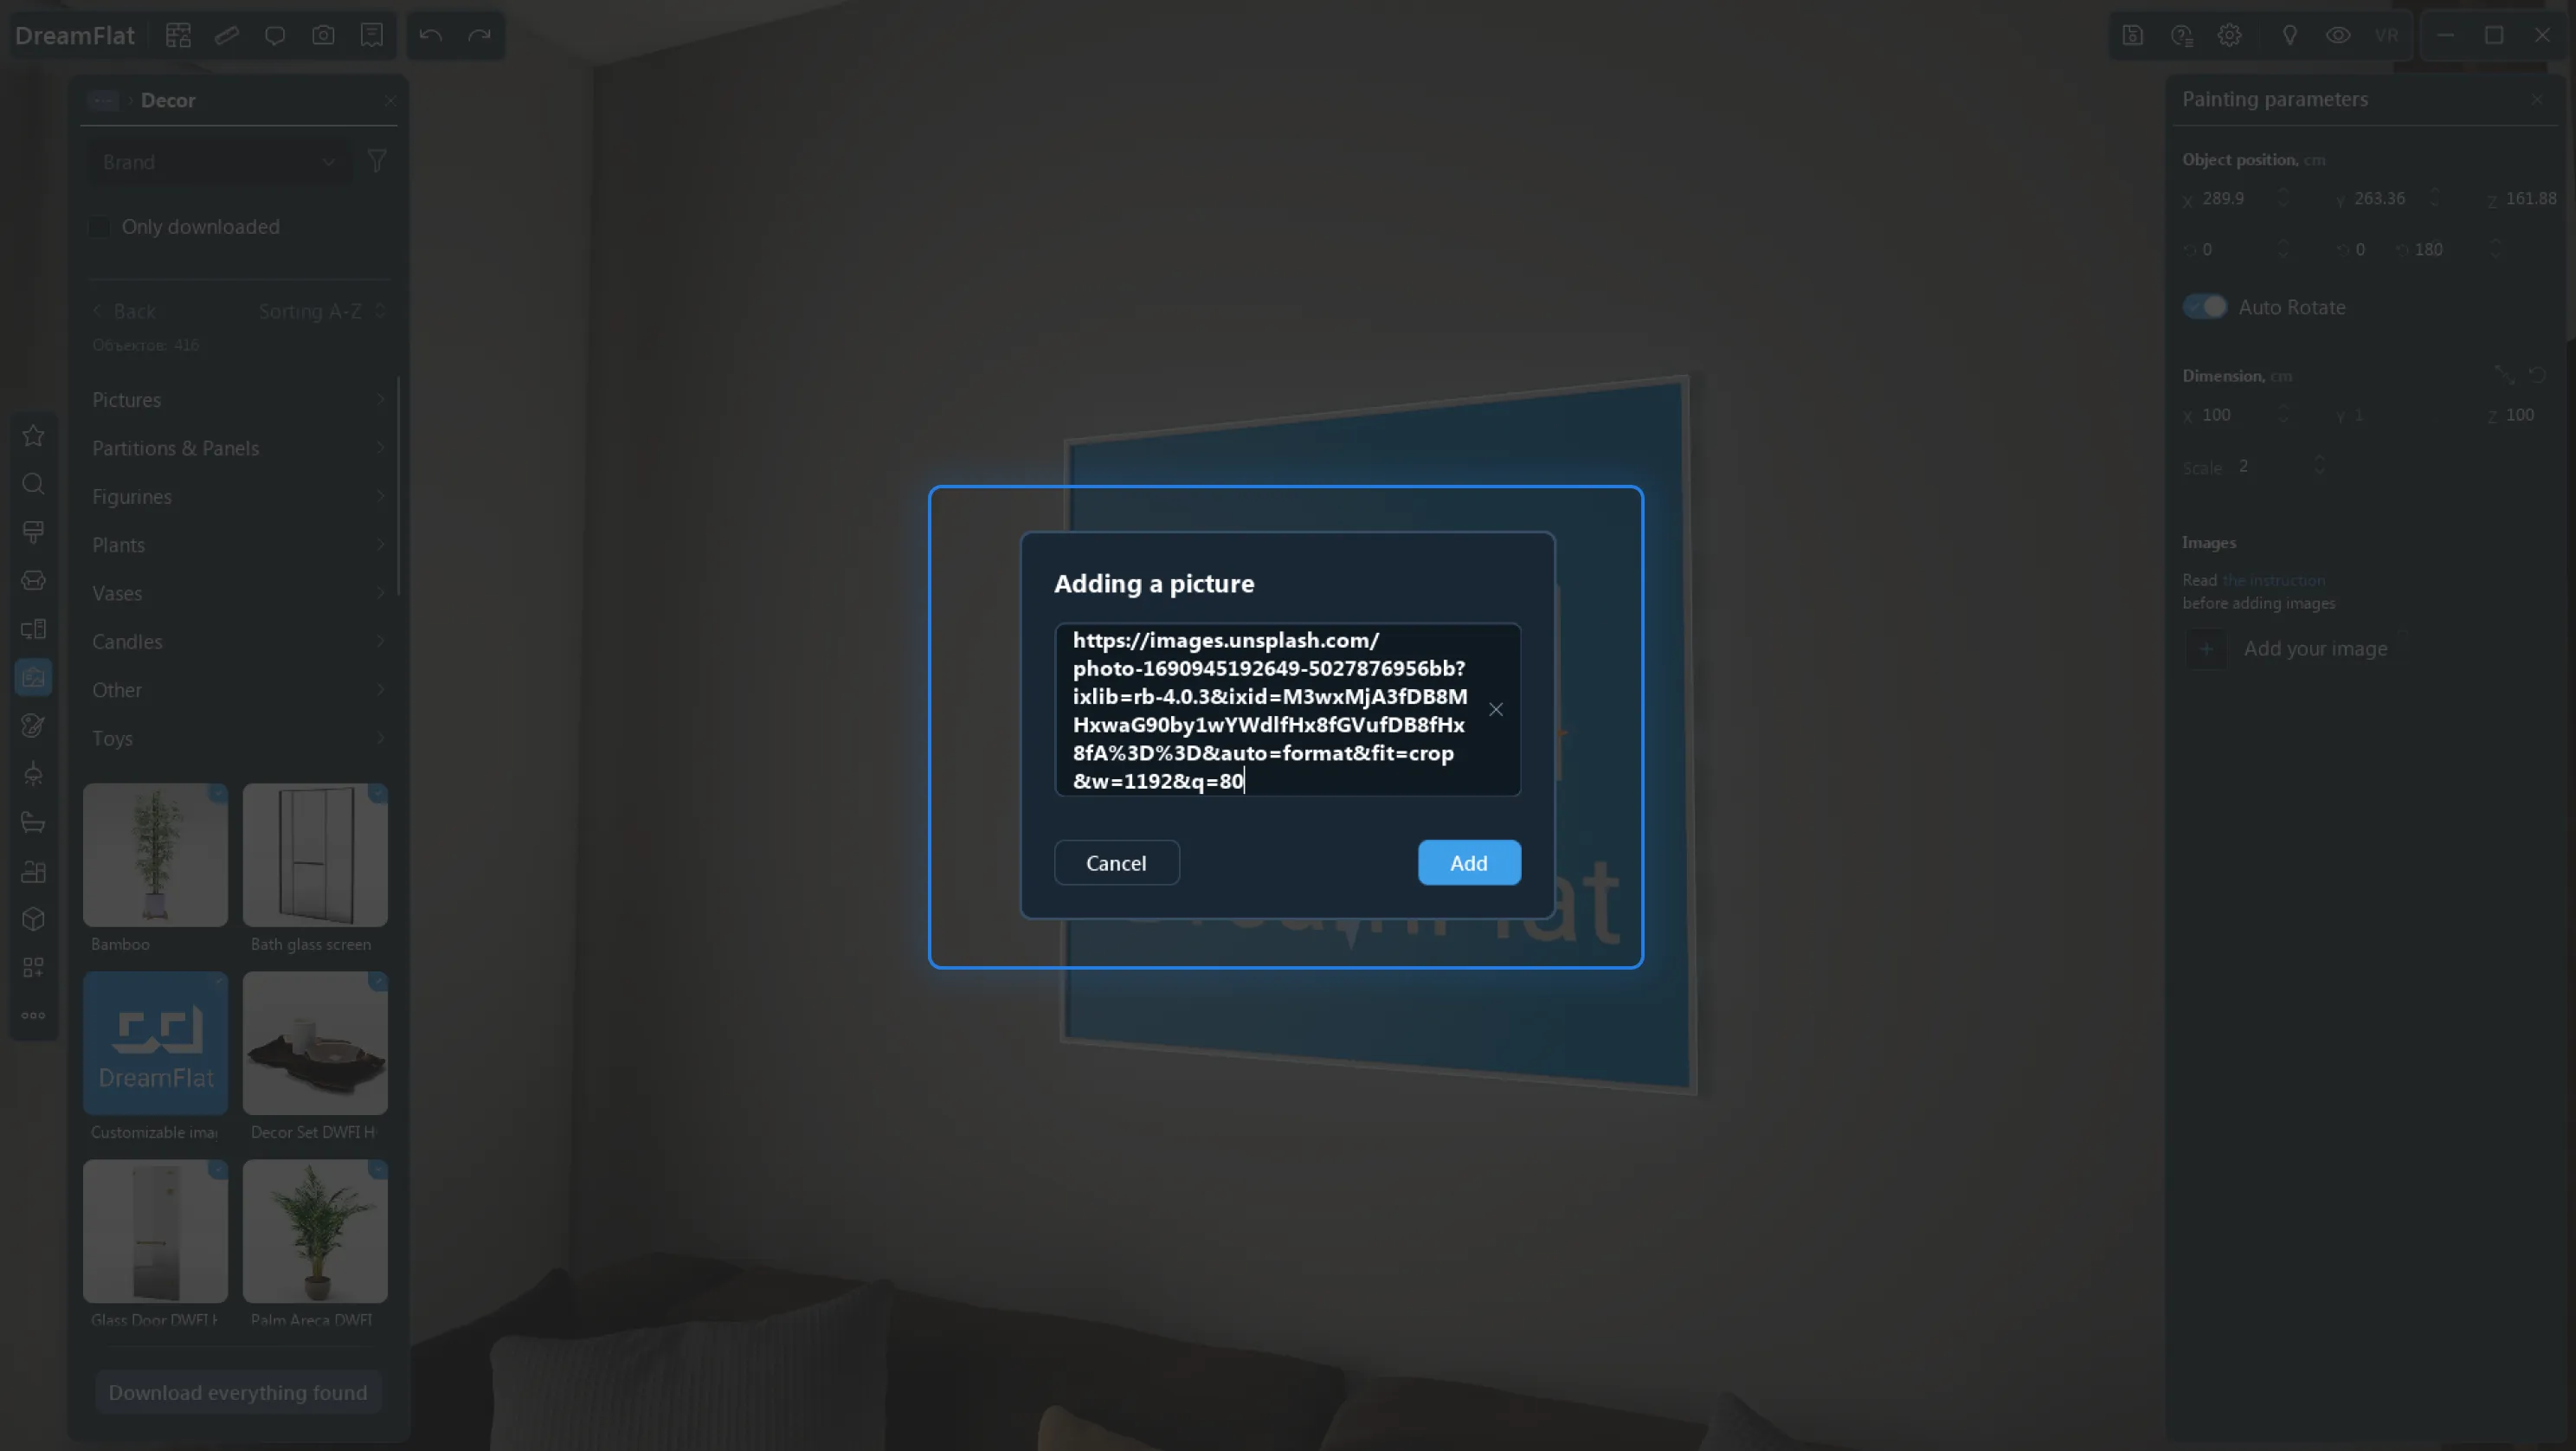 DreamFlat
VR
Decor
Brand
Only downloaded
Back
Sorting A-Z
Объектов: 416
Pictures
Partitions & Panels
Figurines
Plants
Vases
Candles
Other
Toys
Bamboo
Bath glass screen
DreamFlat
Customizable imag
Decor Set DWFI H
Glass Door DWFI H
Palm Areca DWFI
Download everything found
Adding a picture
https://images.unsplash.com/
photo-1690945192649-5027876956bb?
ixlib=rb-4.0.3&ixid=M3wxMjA3fDB8M
HxwaG90by1wYWdlfHx8fGVufDB8fHx
8fA%3D%3D&auto=format&fit=crop
&w=1192&q=80
Cancel
Add
Painting parameters
Object position, cm
X 289.9
Y 263.36
Z 161.88
0
0
180
Auto Rotate
Dimension, cm
X 100
Y 1
Z 100
Scale 2
Images
Read the instruction
before adding images
Add your image